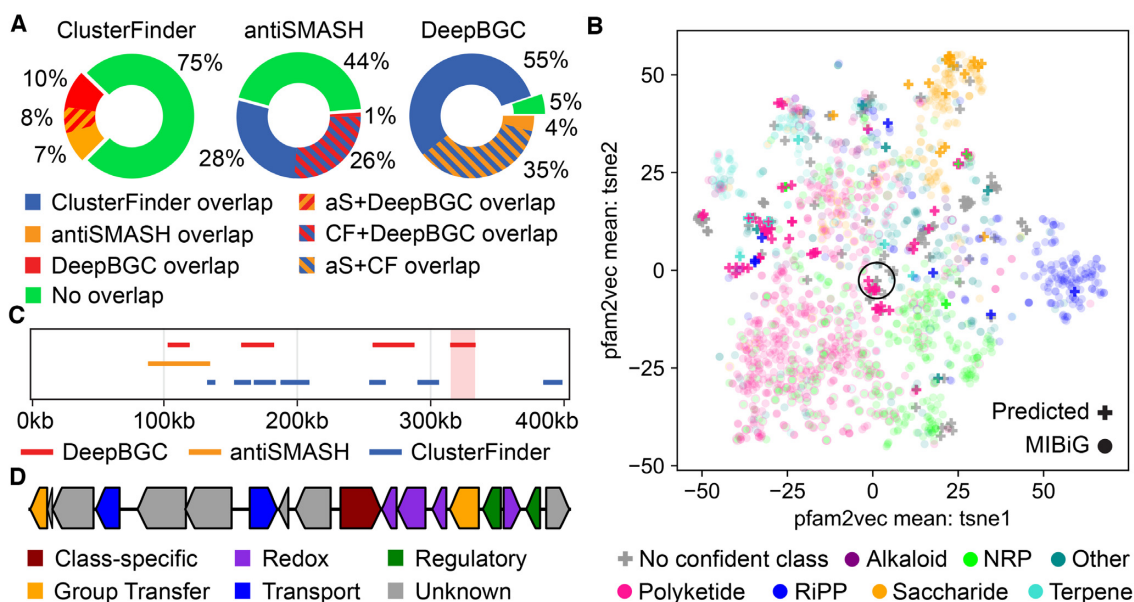 A
ClusterFinder
antiSMASH
DeepBGC
75%
10%
8%
7%
44%
1%
26%
28%
55%
5%
4%
35%
ClusterFinder overlap
antiSMASH overlap
DeepBGC overlap
No overlap
aS+DeepBGC overlap
CF+DeepBGC overlap
aS+CF overlap
B
pfam2vec mean: tsne2
50
25
0
−25
−50
−50
−25
0
25
50
pfam2vec mean: tsne1
Predicted
MIBiG
No confident class
Alkaloid
NRP
Other
Polyketide
RiPP
Saccharide
Terpene
C
0kb
100kb
200kb
300kb
400kb
DeepBGC
antiSMASH
ClusterFinder
D
Class-specific
Redox
Regulatory
Group Transfer
Transport
Unknown